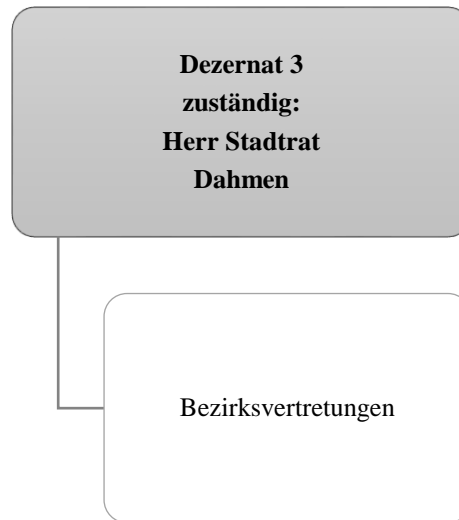 Dezernat 3
zuständig:
Herr Stadtrat
Dahmen
Bezirksvertretungen